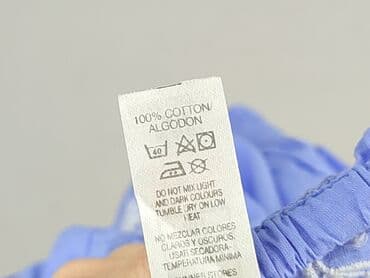 100% COTTON/
ALGODON
40
DO NOT MIX LIGHT
AND DARK COLOURS
TUMBLE DRY ON LOW
HEAT
NO MEZCLAR COLORES
CLAROS Y OSCUROS.
USAR SECADORA-
TEMPERATURA MINIMA